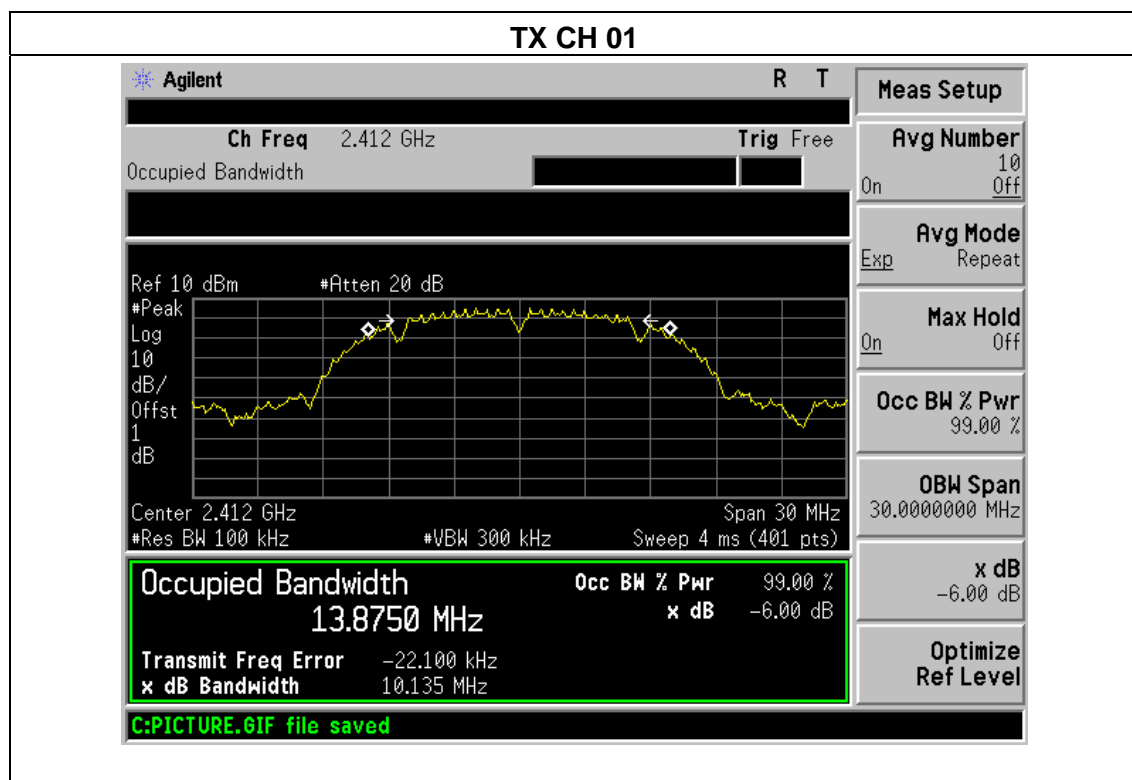 TX CH 01
Agilent R T
Ch Freq 2.412 GHz Trig Free
Occupied Bandwidth
Ref 10 dBm #Atten 20 dB
#Peak
Log
10
dB/
Offst
1
dB
Center 2.412 GHz Span 30 MHz
#Res BW 100 kHz #VBW 300 kHz Sweep 4 ms (401 pts)
Occupied Bandwidth Occ BW % Pwr 99.00 %
13.8750 MHz x dB -6.00 dB
Transmit Freq Error -22.100 kHz
x dB Bandwidth 10.135 MHz
C:PICTURE.GIF file saved
Meas Setup
Avg Number
10
On Off
Avg Mode
Exp Repeat
Max Hold
On Off
Occ BW % Pwr
99.00 %
OBW Span
30.0000000 MHz
x dB
-6.00 dB
Optimize
Ref Level